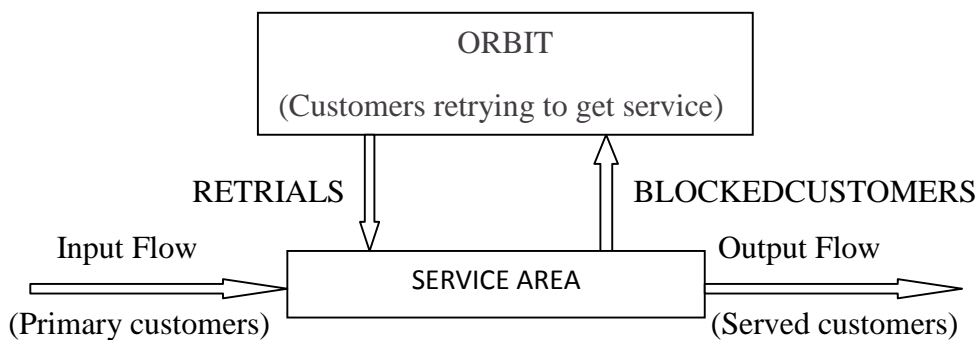 ORBIT
(Customers retrying to get service)
RETRIALS
BLOCKEDCUSTOMERS
Input Flow
SERVICE AREA
Output Flow
(Primary customers)
(Served customers)